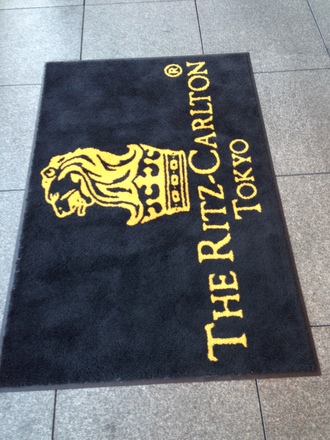 ®
THE RITZ-CARLTON
TOKYO